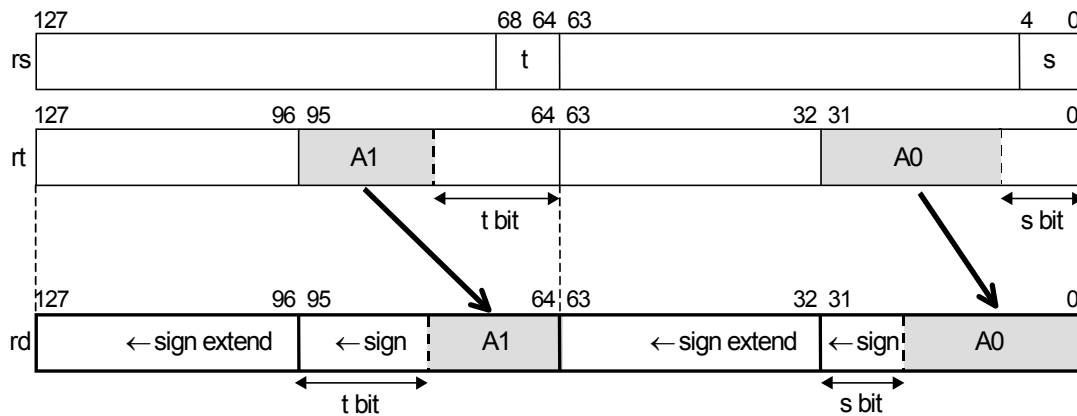 127 68 64 63 4 0
rs t s
127 96 95 64 63 32 31 0
rt A1 A0
t bit s bit
127 96 95 64 63 32 31 0
rd ← sign extend ← sign A1 ← sign extend ← sign A0
t bit s bit